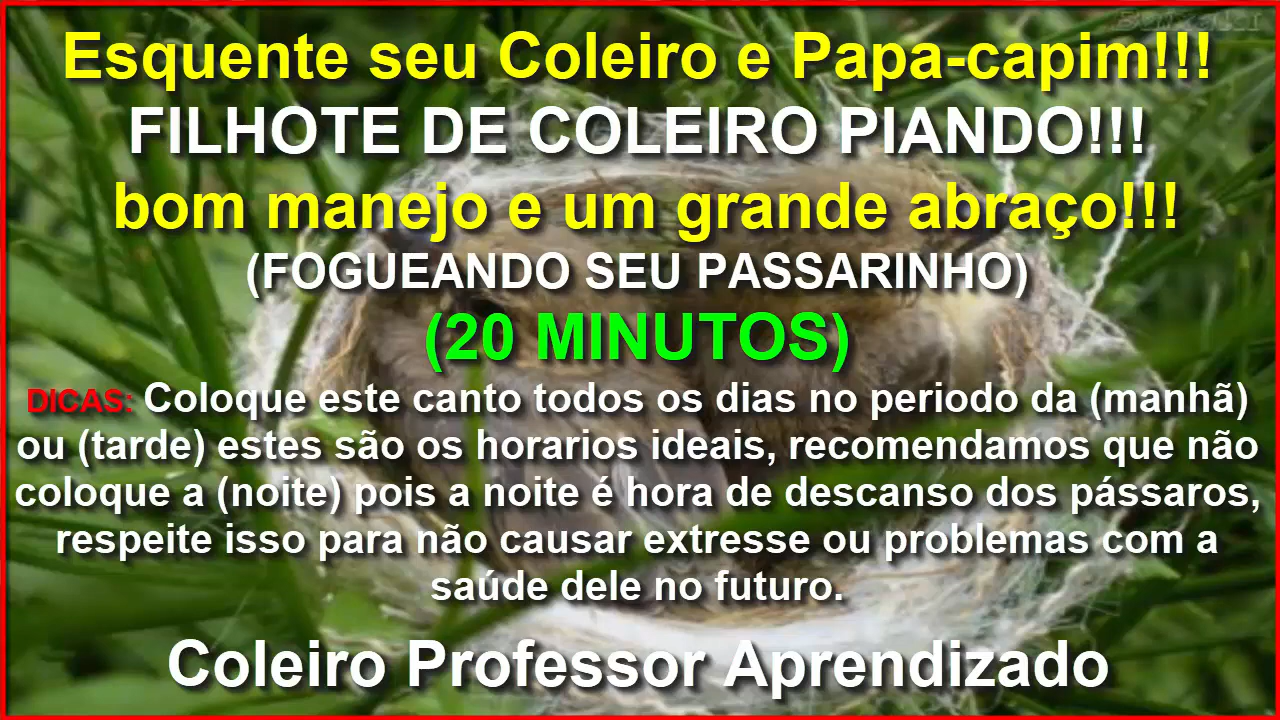 Esquente seu Coleiro e Papa-capim!!!
FILHOTE DE COLEIRO PIANDO!!!
bom manejo e um grande abraço!!!
(FOGUEANDO SEU PASSARINHO)
(20 MINUTOS)
DICAS: Coloque este canto todos os dias no periodo da (manhã)
ou (tarde) estes são os horarios ideais, recomendamos que não
coloque a (noite) pois a noite é hora de descanso dos pássaros,
respeite isso para não causar extresse ou problemas com a
saúde dele no futuro.
Coleiro Professor Aprendizado